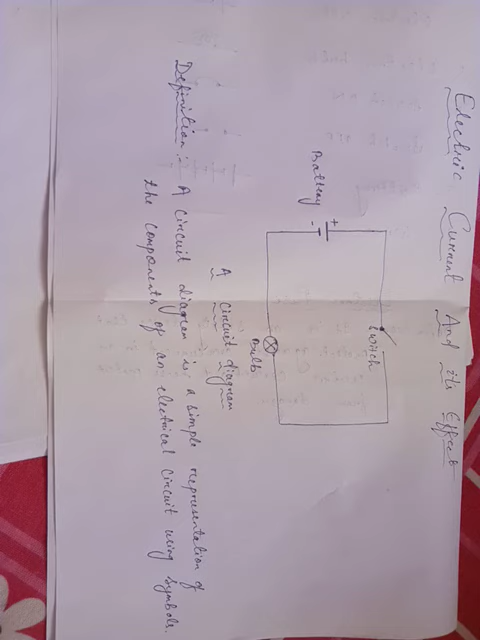 Electric Current And its Effect
Switch
+
-
Battery
Bulb
A circuit diagram
Definition :- A circuit diagram is a simple representation of
the components of an electrical circuit using symbols.